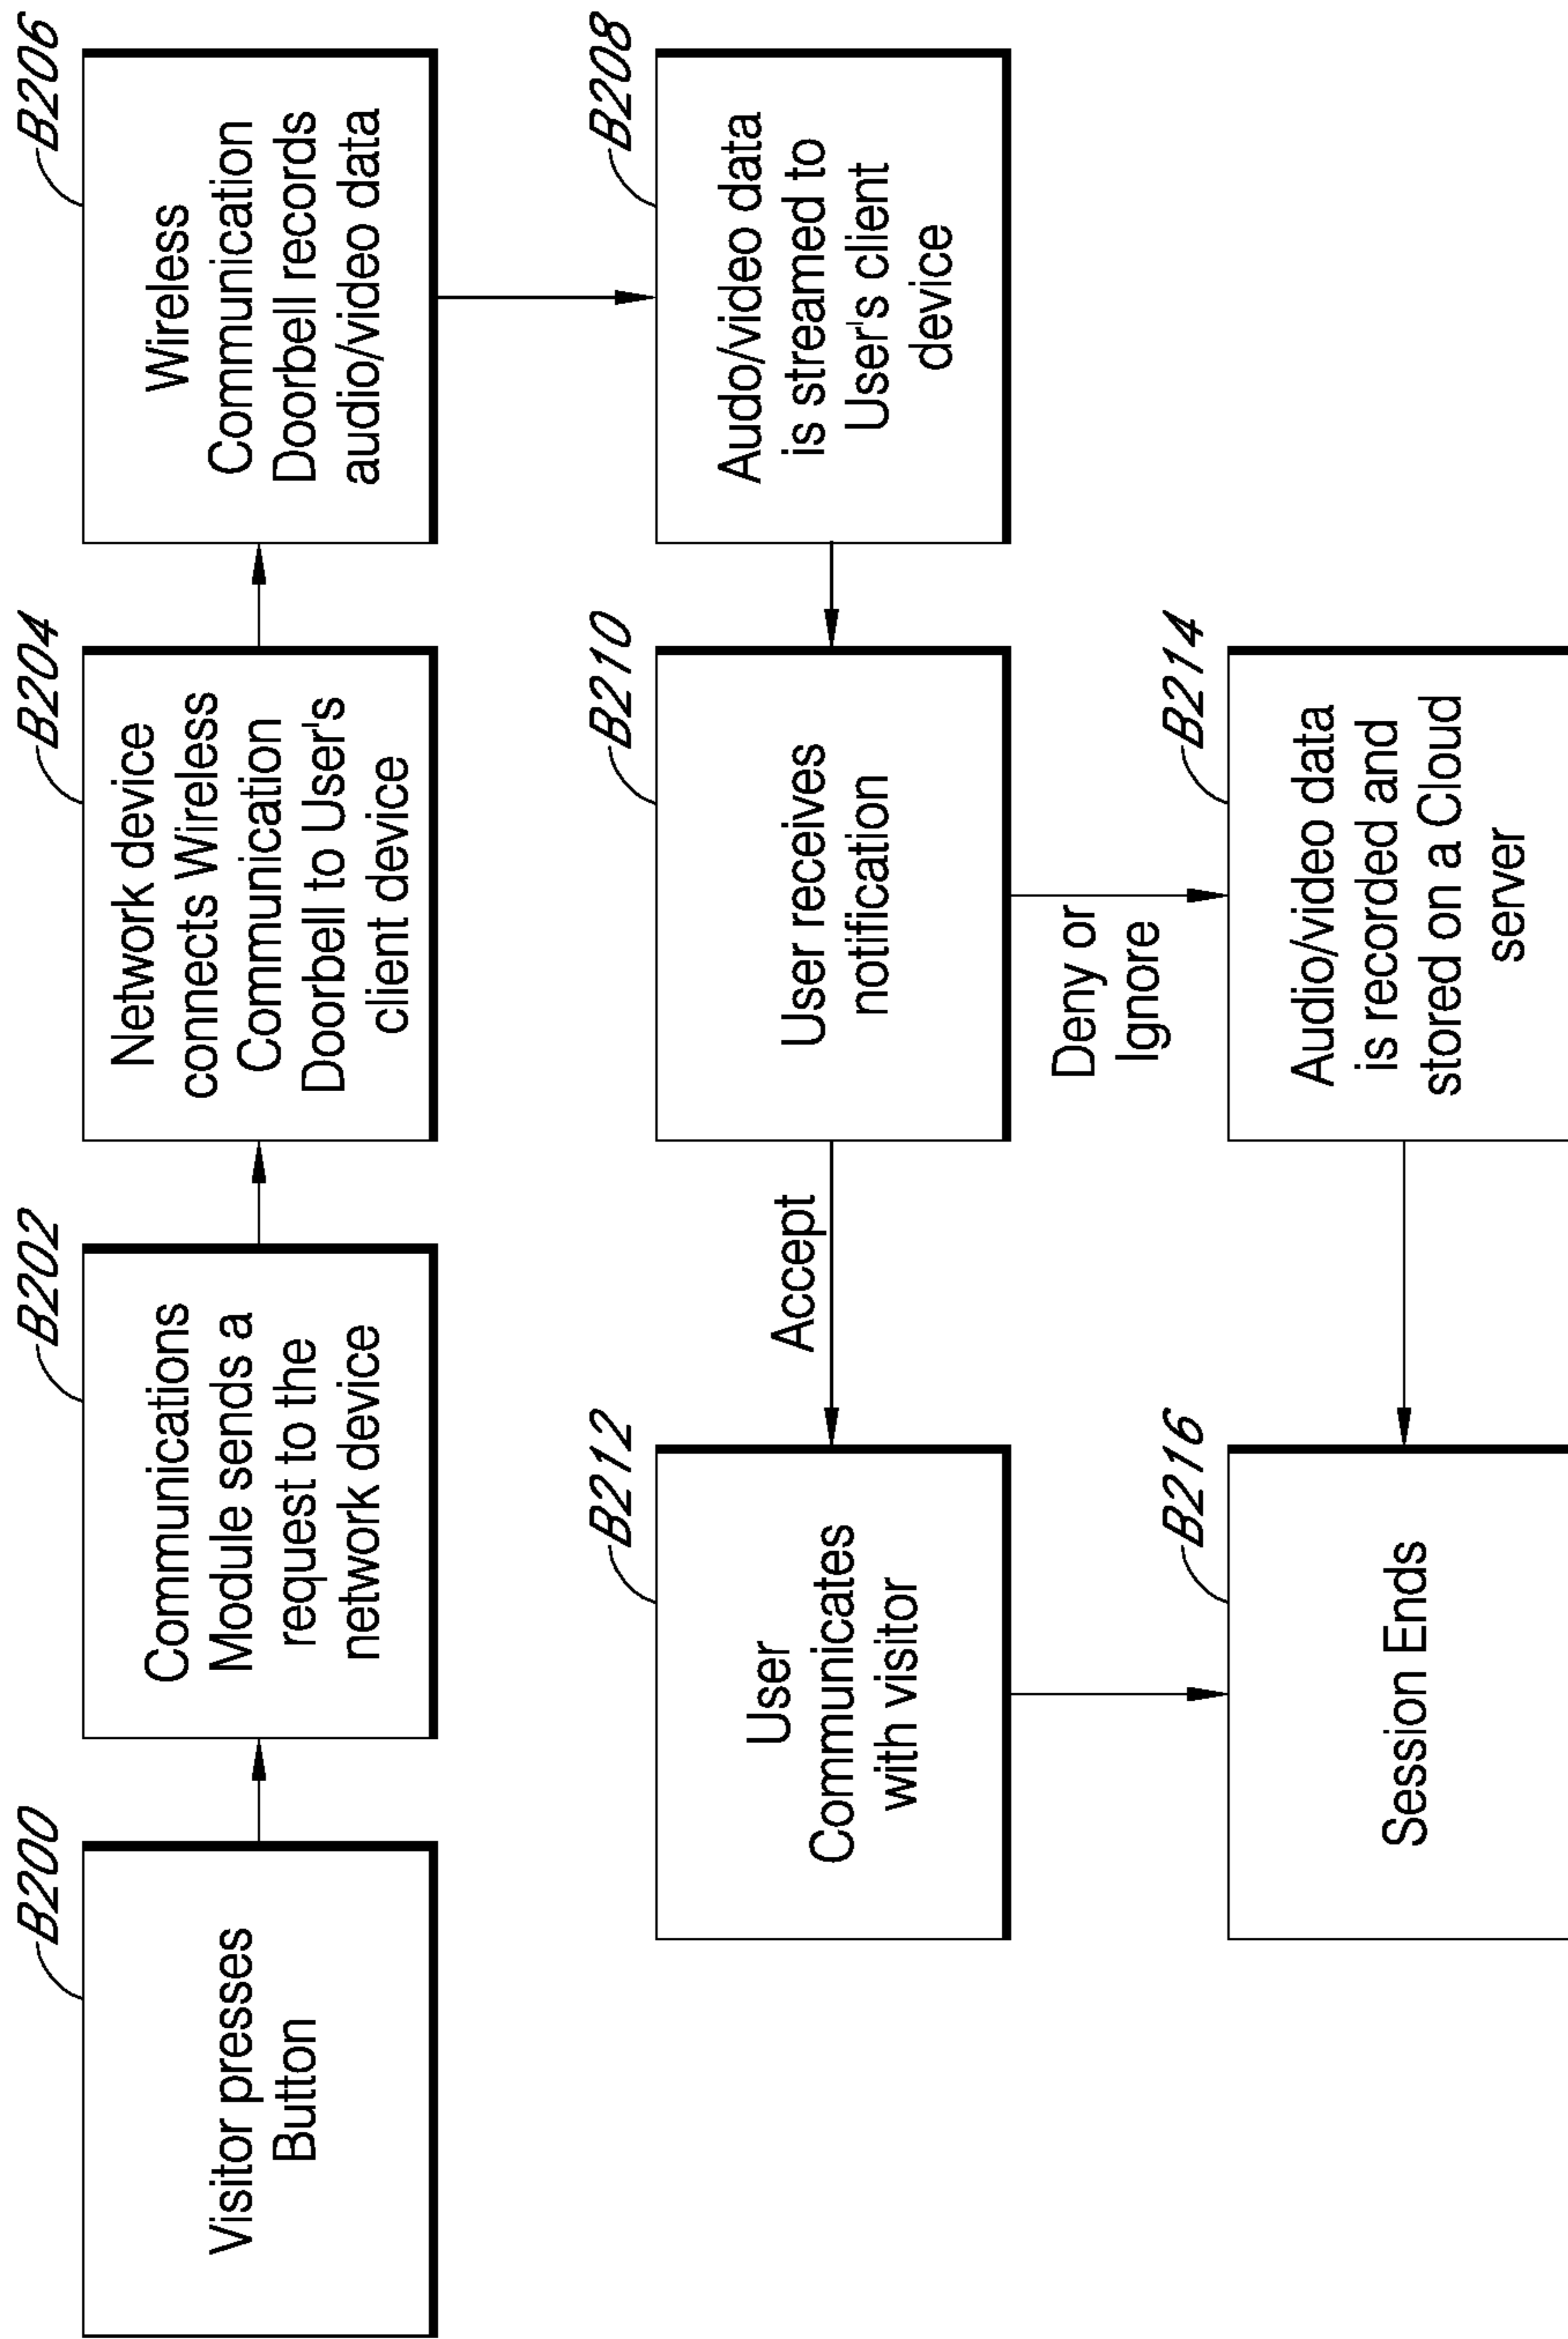 B200
Visitor presses
Button
B202
Communications
Module sends a
request to the
network device
B204
Network device
connects Wireless
Communication
Doorbell to User's
client device
B206
Wireless
Communication
Doorbell records
audio/video data
B208
Audo/video data
is streamed to
User's client
device
B210
User receives
notification
Accept
B212
User
Communicates
with visitor
Deny or
Ignore
B214
Audio/video data
is recorded and
stored on a Cloud
server
B216
Session Ends